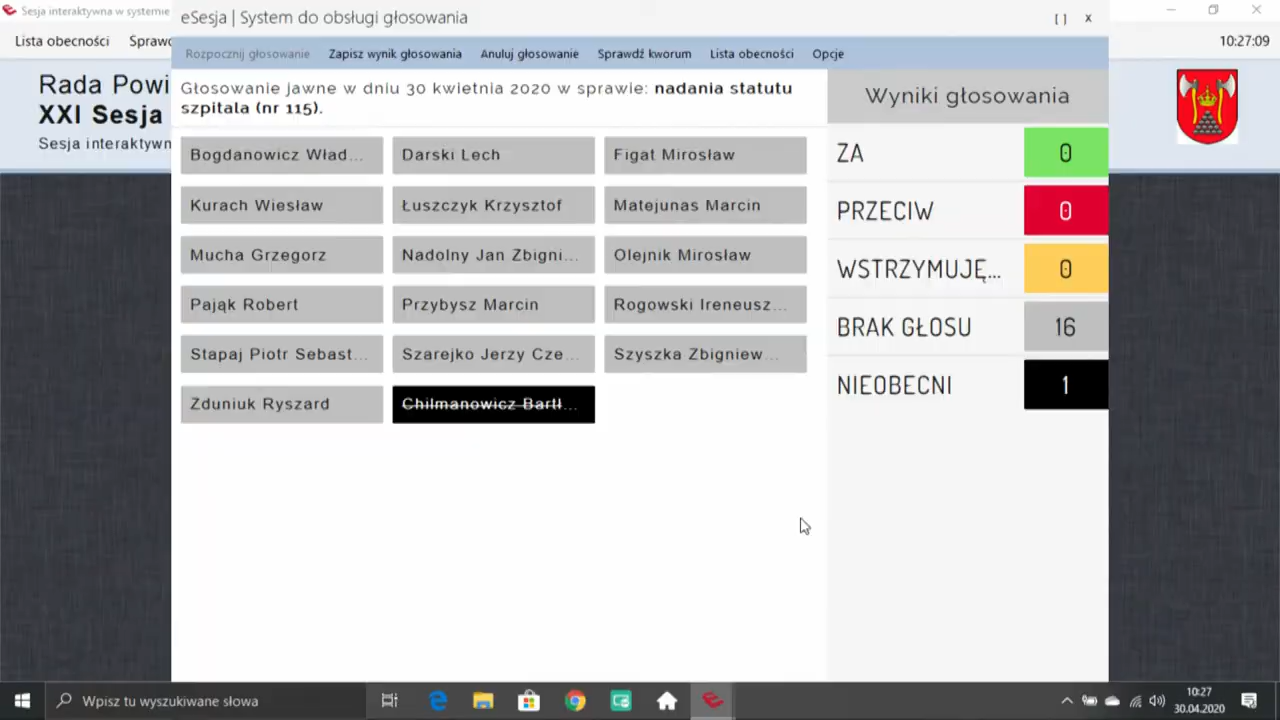 Sesja interaktywna w systemie
eSesja | System do obsługi głosowania
[ ] x
Lista obecności Sprawd
Rozpocznij głosowanie Zapisz wynik głosowania Anuluj głosowanie Sprawdź kworum Lista obecności Opcje
10:27:09
Rada Powi
XXI Sesja
Sesja interaktywn
Głosowanie jawne w dniu 30 kwietnia 2020 w sprawie: nadania statutu
szpitala (nr 115).
Bogdanowicz Wład... Darski Lech Figat Mirosław
Kurach Wiesław Łuszczyk Krzysztof Matejunas Marcin
Mucha Grzegorz Nadolny Jan Zbigni... Olejnik Mirosław
Pająk Robert Przybysz Marcin Rogowski Ireneusz...
Stapaj Piotr Sebast... Szarejko Jerzy Cze... Szyszka Zbigniew...
Zduniuk Ryszard Chilmanowicz Bartł...
Wyniki głosowania
ZA 0
PRZECIW 0
WSTRZYMUJĘ... 0
BRAK GŁOSU 16
NIEOBECNI 1
Wpisz tu wyszukiwane słowa
10:27
30.04.2020